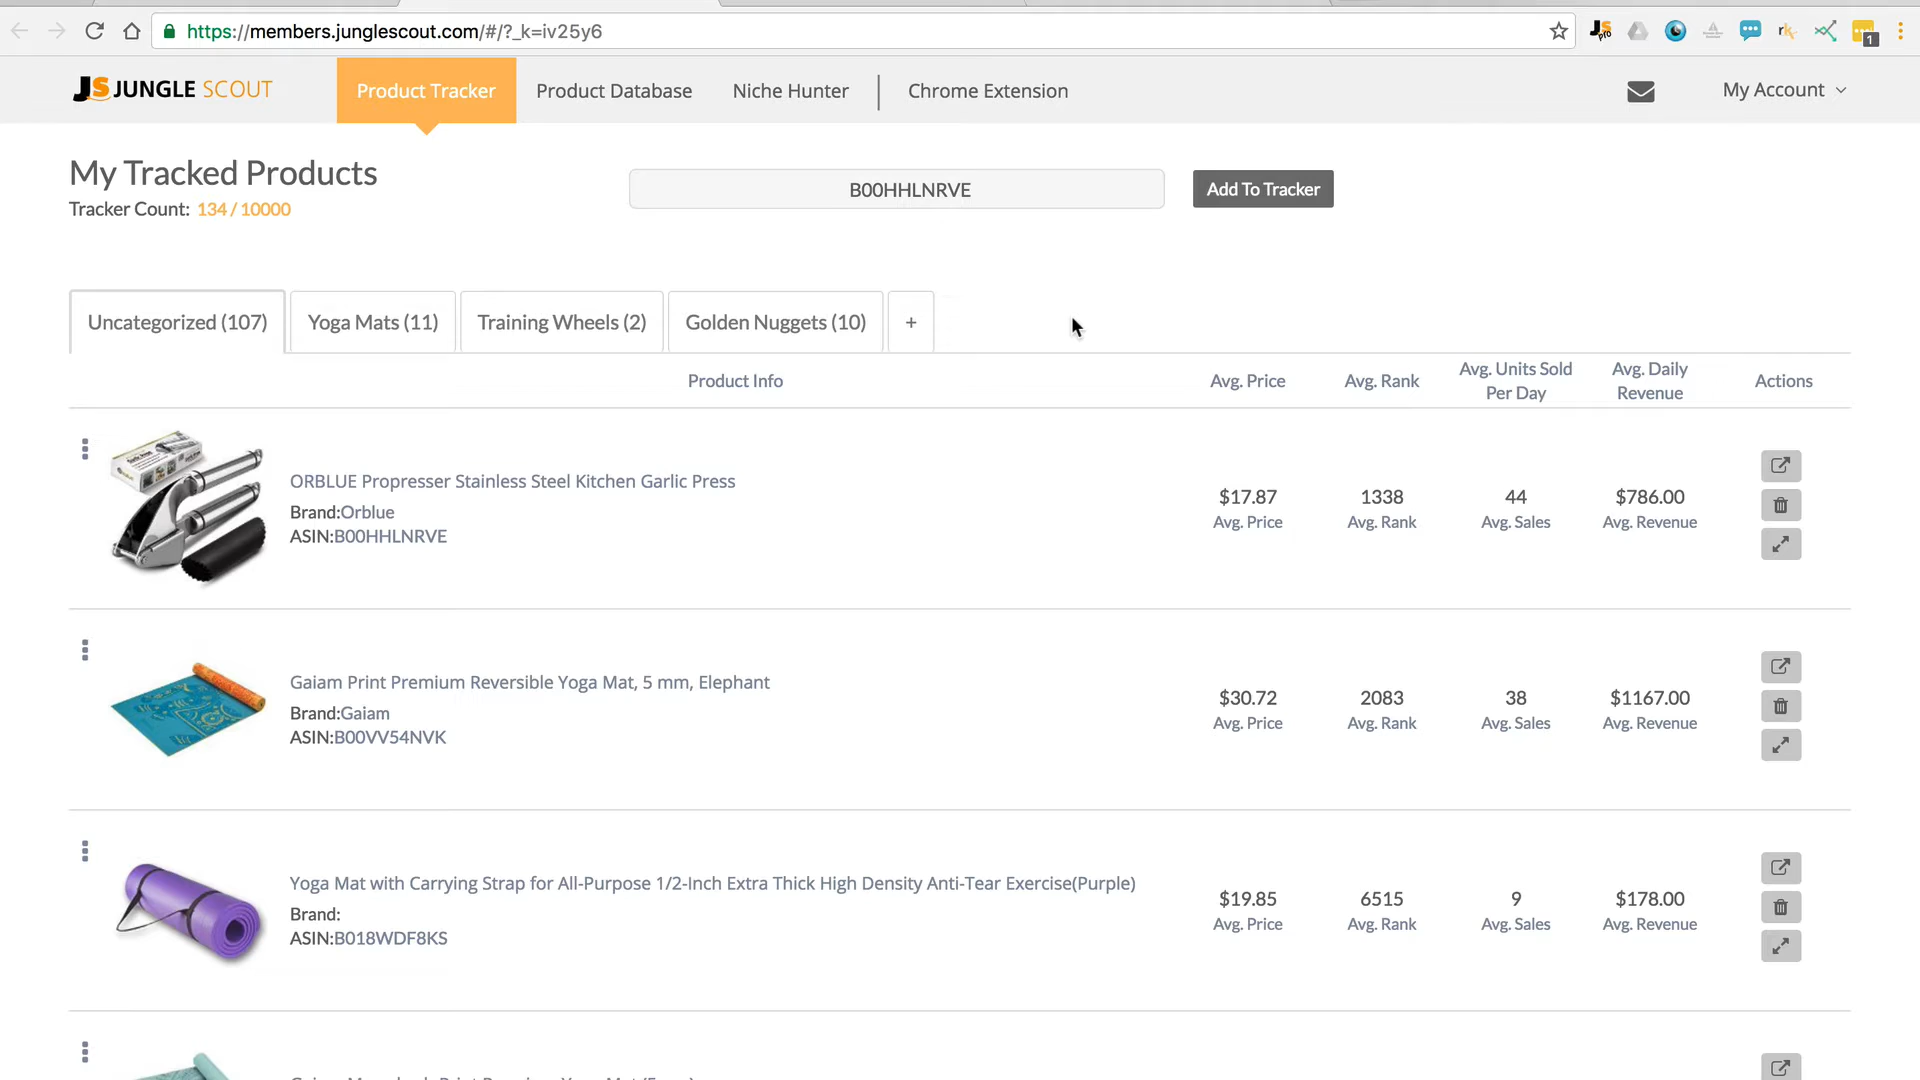 https://members.junglescout.com/#/?_k=iv25y6
JS pro
rk
1
JS JUNGLE SCOUT
Product Tracker
Product Database
Niche Hunter
Chrome Extension
My Account
My Tracked Products
Tracker Count: 134 / 10000
B00HHLNRVE
Add To Tracker
Uncategorized (107)
Yoga Mats (11)
Training Wheels (2)
Golden Nuggets (10)
+
Product Info
Avg. Price
Avg. Rank
Avg. Units Sold
Per Day
Avg. Daily
Revenue
Actions
ORBLUE Propresser Stainless Steel Kitchen Garlic Press
Brand:Orblue
ASIN:B00HHLNRVE
$17.87
Avg. Price
1338
Avg. Rank
44
Avg. Sales
$786.00
Avg. Revenue
Gaiam Print Premium Reversible Yoga Mat, 5 mm, Elephant
Brand:Gaiam
ASIN:B00VV54NVK
$30.72
Avg. Price
2083
Avg. Rank
38
Avg. Sales
$1167.00
Avg. Revenue
Yoga Mat with Carrying Strap for All-Purpose 1/2-Inch Extra Thick High Density Anti-Tear Exercise(Purple)
Brand:
ASIN:B018WDF8KS
$19.85
Avg. Price
6515
Avg. Rank
9
Avg. Sales
$178.00
Avg. Revenue